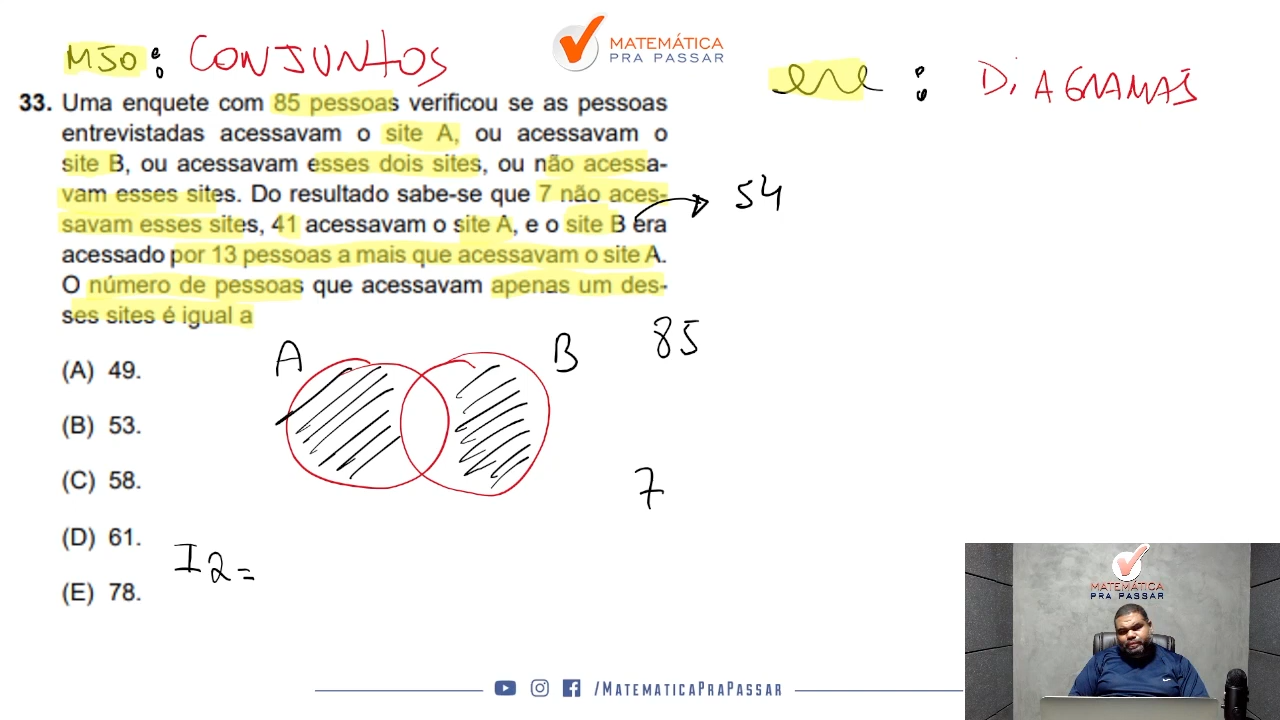 MJO: CONJUNTOS
MATEMÁTICA
PRA PASSAR
: DIAGRAMAS
33. Uma enquete com 85 pessoas verificou se as pessoas
entrevistadas acessavam o site A, ou acessavam o
site B, ou acessavam esses dois sites, ou não acessa-
vam esses sites. Do resultado sabe-se que 7 não aces-
savam esses sites, 41 acessavam o site A, e o site B era
acessado por 13 pessoas a mais que acessavam o site A.
O número de pessoas que acessavam apenas um des-
ses sites é igual a
54
A
B
85
(A) 49.
(B) 53.
(C) 58.
7
(D) 61.
I2=
(E) 78.
MATEMÁTICA
PRA PASSAR
/MATEMATICAPRAPASSAR